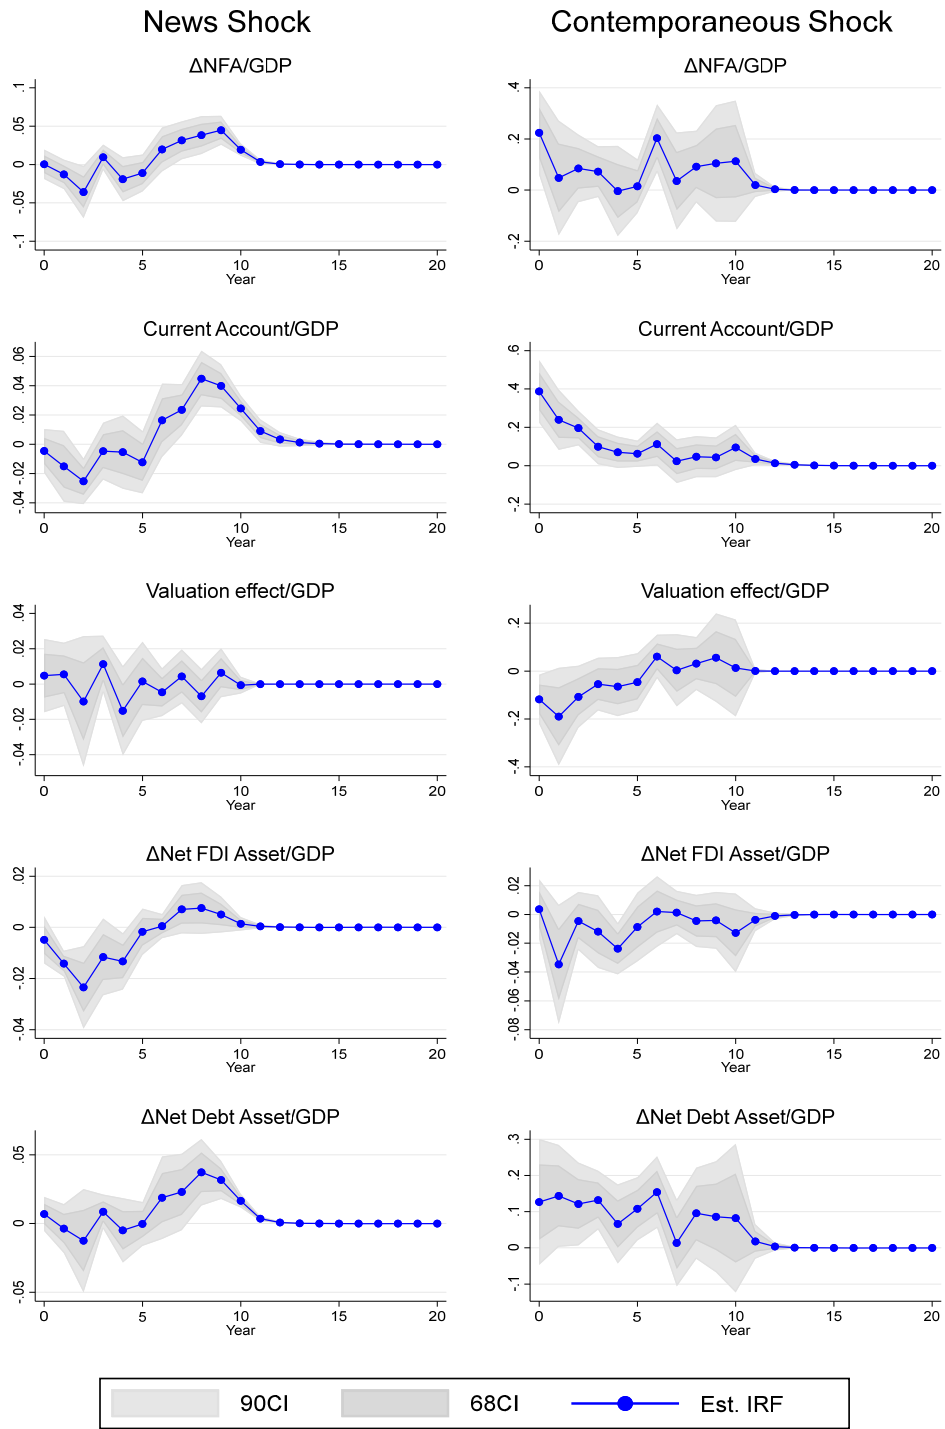 News Shock
Contemporaneous Shock
ΔNFA/GDP
.1
.05
0
-.05
-.1
0 5 10 15 20
Year
ΔNFA/GDP
.4
.2
0
-.2
0 5 10 15 20
Year
Current Account/GDP
.06
.04
.02
0
-.02
-.04
0 5 10 15 20
Year
Current Account/GDP
.6
.4
.2
0
-.2
0 5 10 15 20
Year
Valuation effect/GDP
.04
.02
0
-.02
-.04
0 5 10 15 20
Year
Valuation effect/GDP
.2
0
-.2
-.4
0 5 10 15 20
Year
ΔNet FDI Asset/GDP
.02
0
-.02
-.04
0 5 10 15 20
Year
ΔNet FDI Asset/GDP
.02
0
-.02
-.04
-.06
-.08
0 5 10 15 20
Year
ΔNet Debt Asset/GDP
.05
0
-.05
0 5 10 15 20
Year
ΔNet Debt Asset/GDP
.3
.2
.1
0
-.1
0 5 10 15 20
Year
90CI 68CI Est. IRF